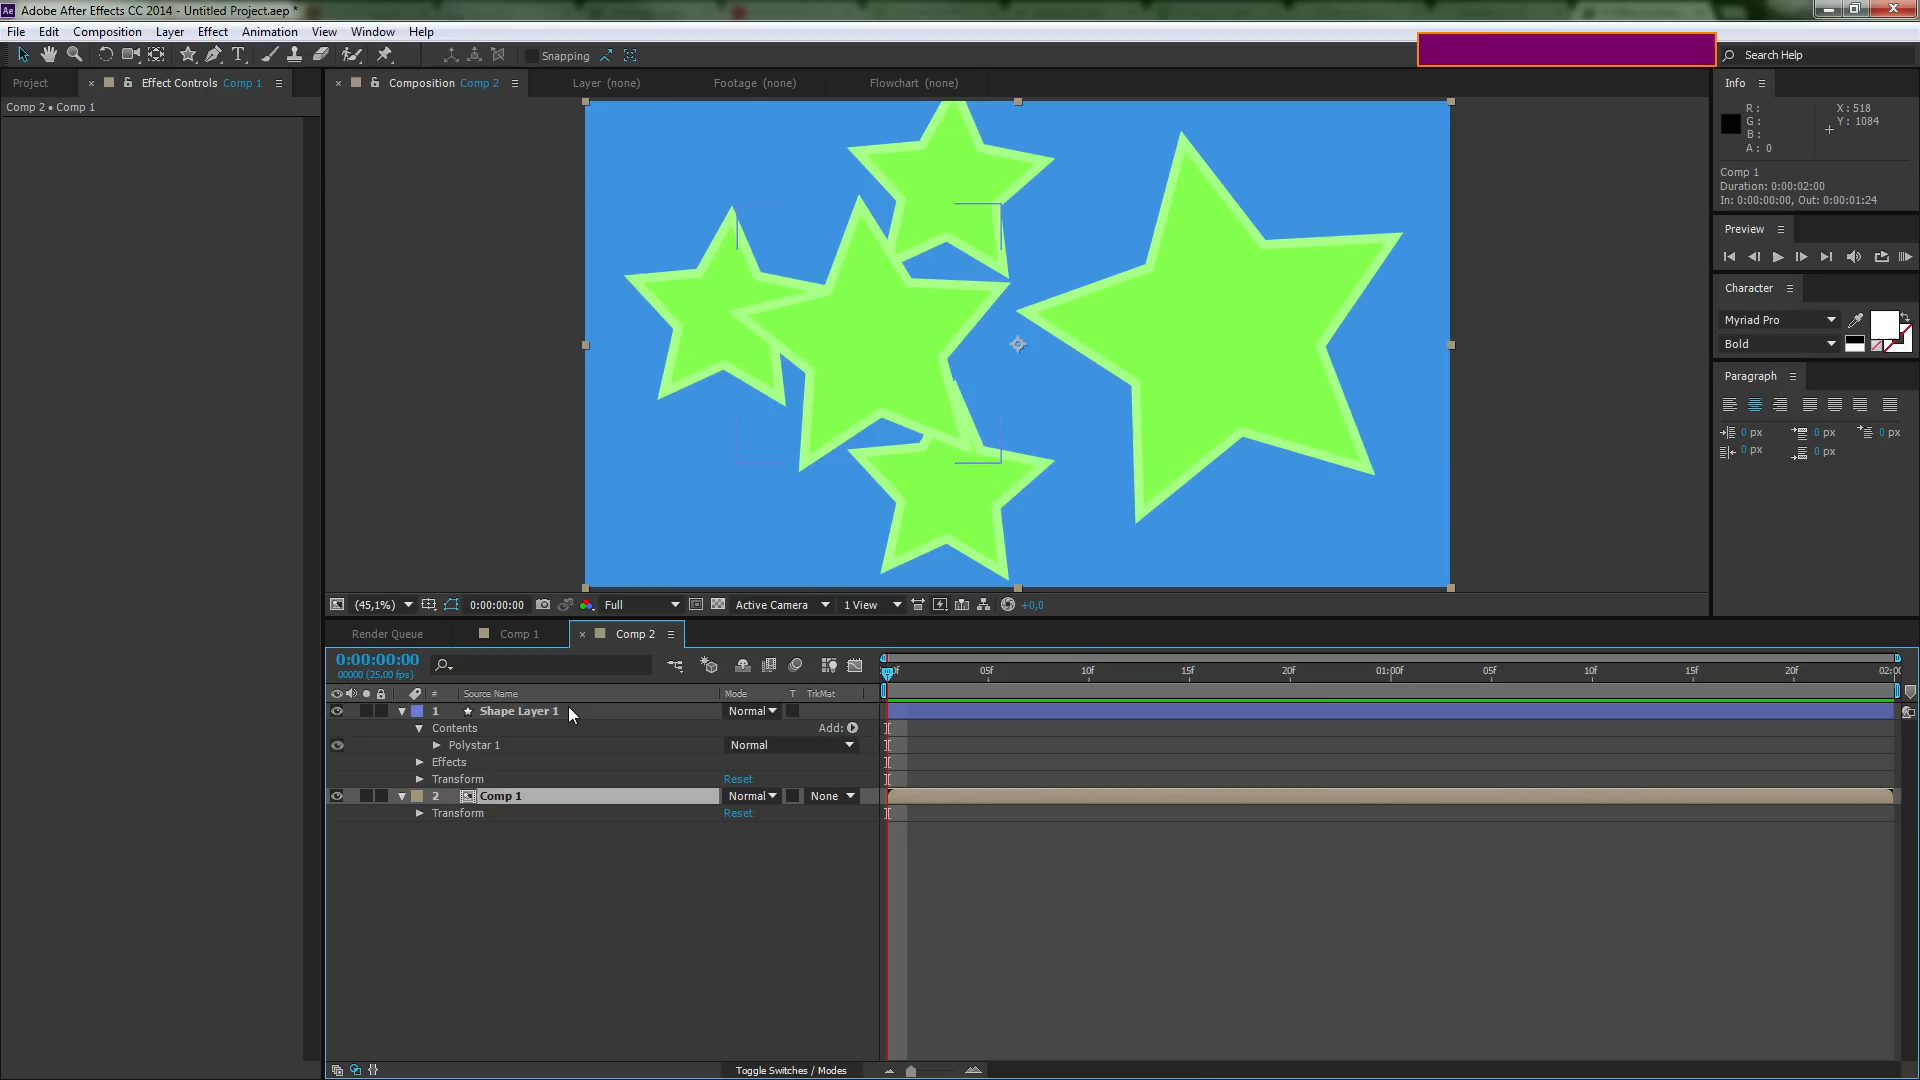 Adobe After Effects CC 2014 - Untitled Project.aep *
File Edit Composition Layer Effect Animation View Window Help
Snapping
Search Help
Project
Effect Controls Comp 1
Composition Comp 2
Layer (none)
Footage (none)
Flowchart (none)
Info
Comp 2 • Comp 1
R :
G :
B :
A : 0
X : 518
Y : 1084
Comp 1
Duration: 0:00:02:00
In: 0:00:00:00, Out: 0:00:01:24
Preview
Character
Myriad Pro
Bold
Paragraph
0 px 0 px 0 px
0 px 0 px
(45,1%)
0:00:00:00
Full
Active Camera
1 View
+0,0
Render Queue
Comp 1
Comp 2
0:00:00:00
00000 (25.00 fps)
05f 10f 15f 20f 01:00f 05f 10f 15f 20f
# Source Name Mode T TrkMat
1 Shape Layer 1 Normal
Contents Add:
Polystar 1 Normal
Effects
Transform Reset
2 Comp 1 Normal None
Transform Reset
Toggle Switches / Modes